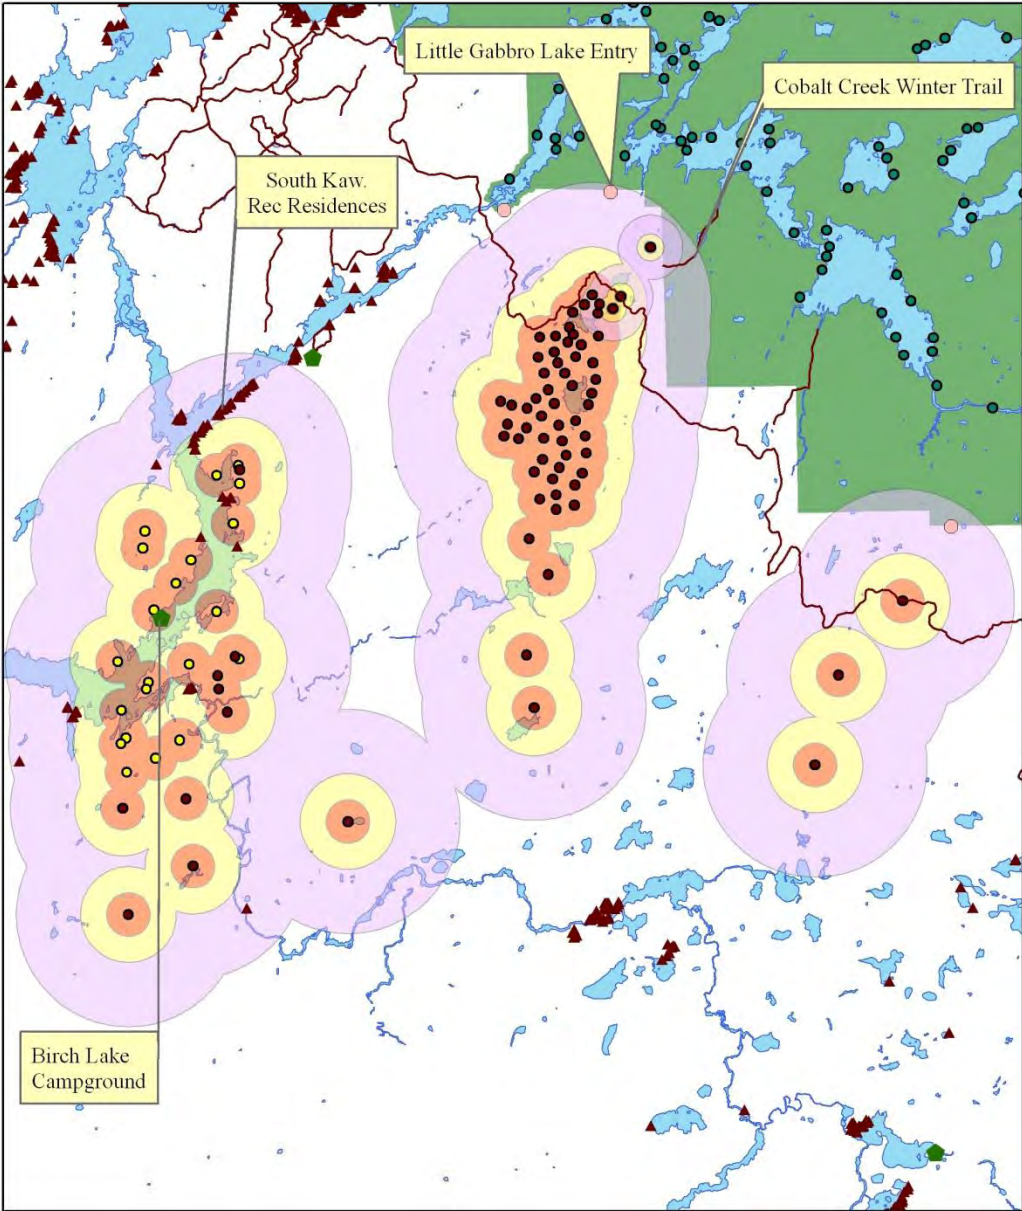 Little Gabbro Lake Entry
Cobalt Creek Winter Trail
South Kaw.
Rec Residences
Birch Lake
Campground